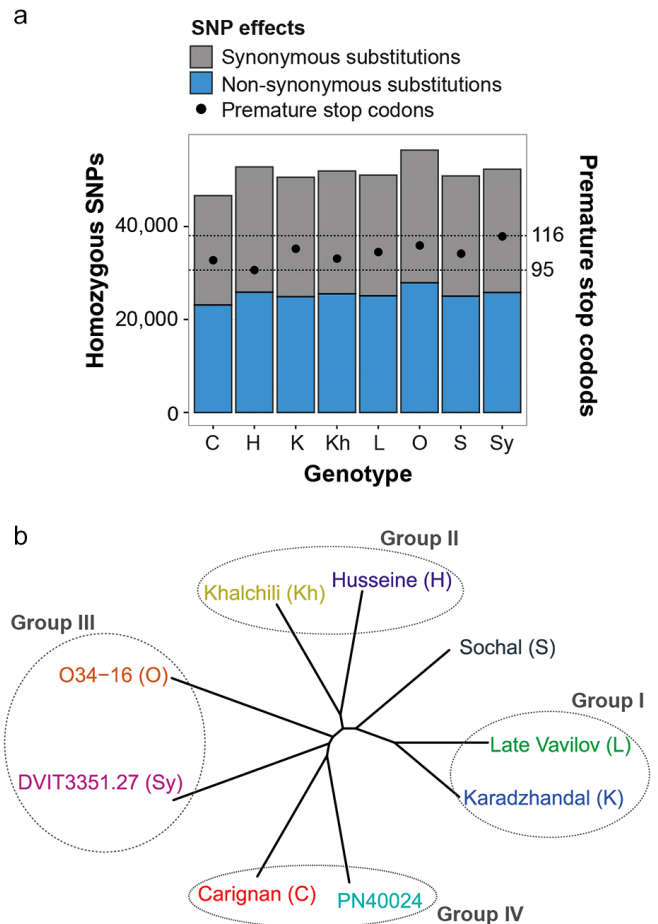 a
SNP effects
Synonymous substitutions
Non-synonymous substitutions
Premature stop codons
Homozygous SNPs
40,000
20,000
0
116
95
Premature stop codods
C H K Kh L O S Sy
Genotype
b
Group II
Khalchili (Kh)
Husseine (H)
Group III
Sochal (S)
O34−16 (O)
Group I
Late Vavilov (L)
DVIT3351.27 (Sy)
Karadzhandal (K)
Carignan (C)
PN40024
Group IV